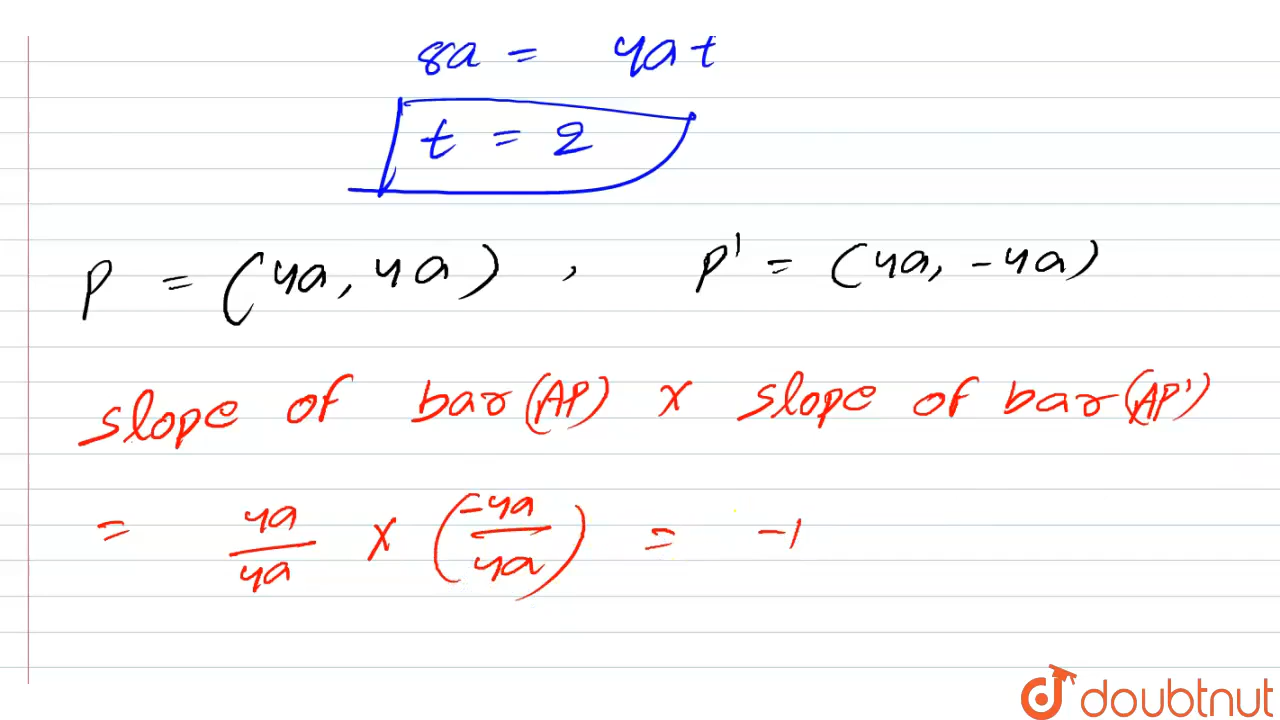 8a = 4at
t = 2
P = (4a, 4a) , P' = (4a, -4a)
slope of bar(AP) x slope of bar(AP')
= 4a/4a x (-4a/4a) = -1
doubtnut